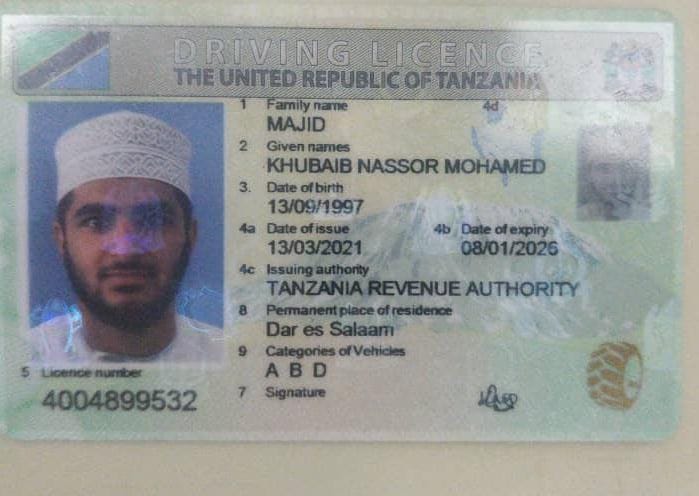 DRIVING LICENCE
THE UNITED REPUBLIC OF TANZANIA
1 Family name 4d
MAJID
2 Given names
KHUBAIB NASSOR MOHAMED
3. Date of birth
13/09/1997
4a Date of issue 4b Date of expiry
13/03/2021 08/01/2026
4c Issuing authority
TANZANIA REVENUE AUTHORITY
8 Permanent place of residence
Dar es Salaam
9 Categories of Vehicles
A B D
5 Licence number
4004899532
7 Signature